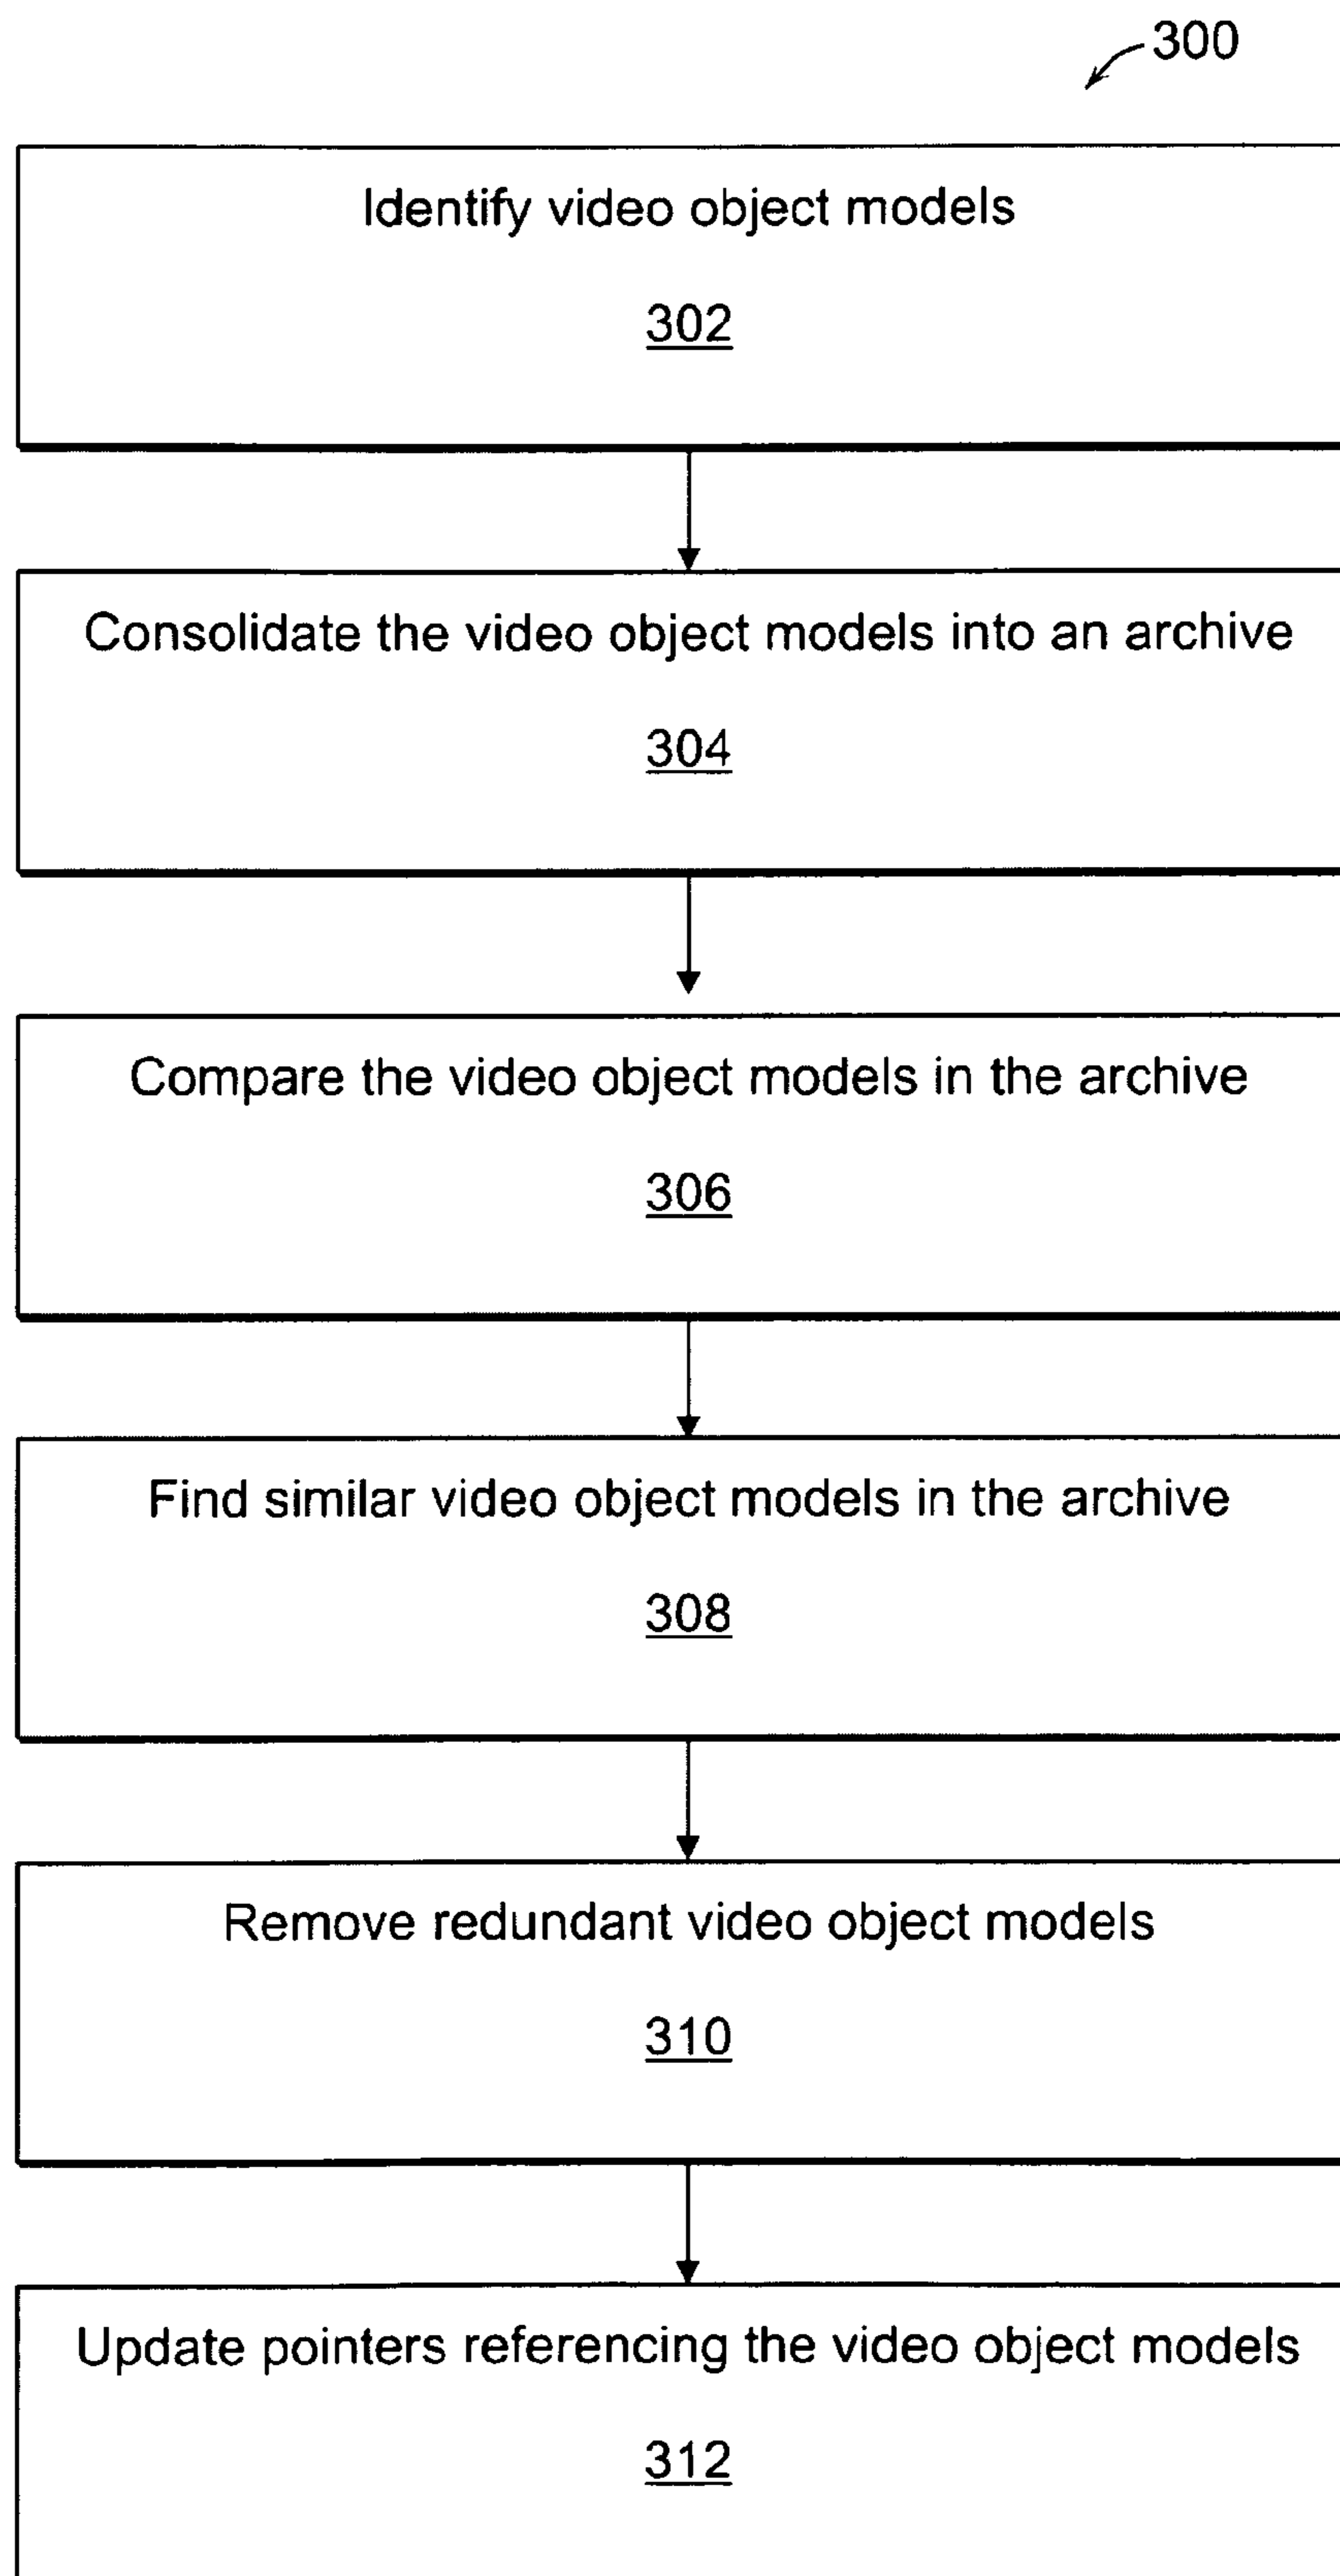 300
Identify video object models
302
Consolidate the video object models into an archive
304
Compare the video object models in the archive
306
Find similar video object models in the archive
308
Remove redundant video object models
310
Update pointers referencing the video object models
312